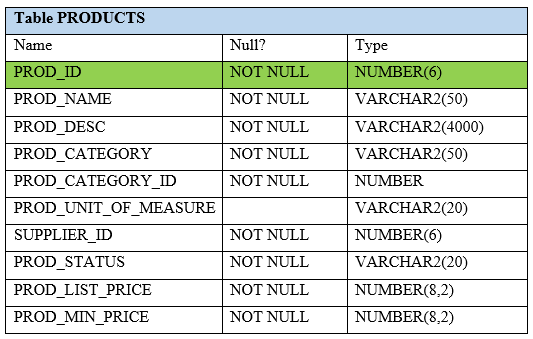 Table PRODUCTS
Name Null? Type
PROD_ID NOT NULL NUMBER(6)
PROD_NAME NOT NULL VARCHAR2(50)
PROD_DESC NOT NULL VARCHAR2(4000)
PROD_CATEGORY NOT NULL VARCHAR2(50)
PROD_CATEGORY_ID NOT NULL NUMBER
PROD_UNIT_OF_MEASURE VARCHAR2(20)
SUPPLIER_ID NOT NULL NUMBER(6)
PROD_STATUS NOT NULL VARCHAR2(20)
PROD_LIST_PRICE NOT NULL NUMBER(8,2)
PROD_MIN_PRICE NOT NULL NUMBER(8,2)